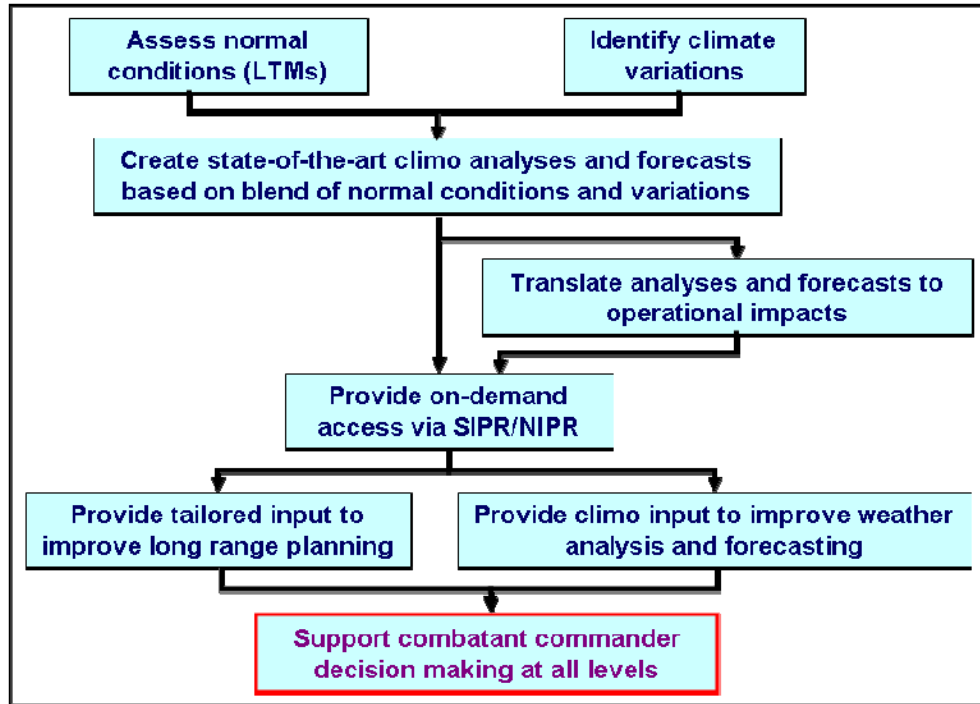 Assess normal
conditions (LTMs)
Identify climate
variations
Create state-of-the-art climo analyses and forecasts
based on blend of normal conditions and variations
Translate analyses and forecasts to
operational impacts
Provide on-demand
access via SIPR/NIPR
Provide tailored input to
improve long range planning
Provide climo input to improve weather
analysis and forecasting
Support combatant commander
decision making at all levels